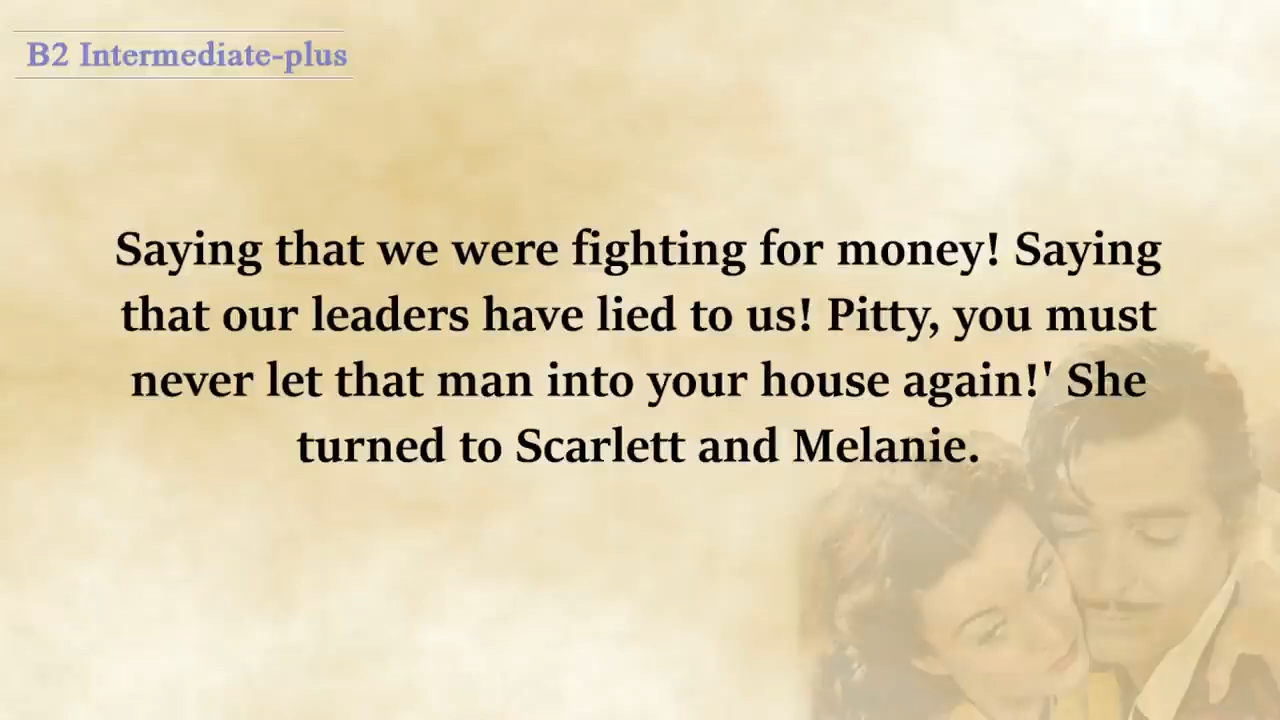 B2 Intermediate-plus
Saying that we were fighting for money! Saying
that our leaders have lied to us! Pitty, you must
never let that man into your house again!' She
turned to Scarlett and Melanie.